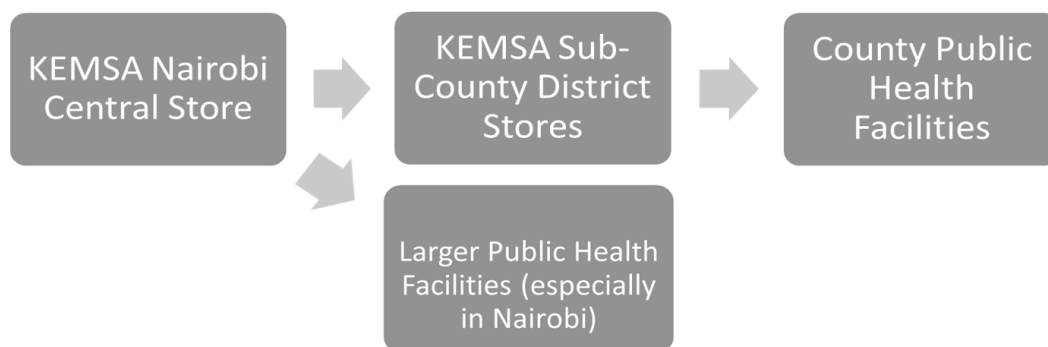 KEMSA Nairobi
Central Store
KEMSA Sub-
County District
Stores
County Public
Health
Facilities
Larger Public Health
Facilities (especially
in Nairobi)